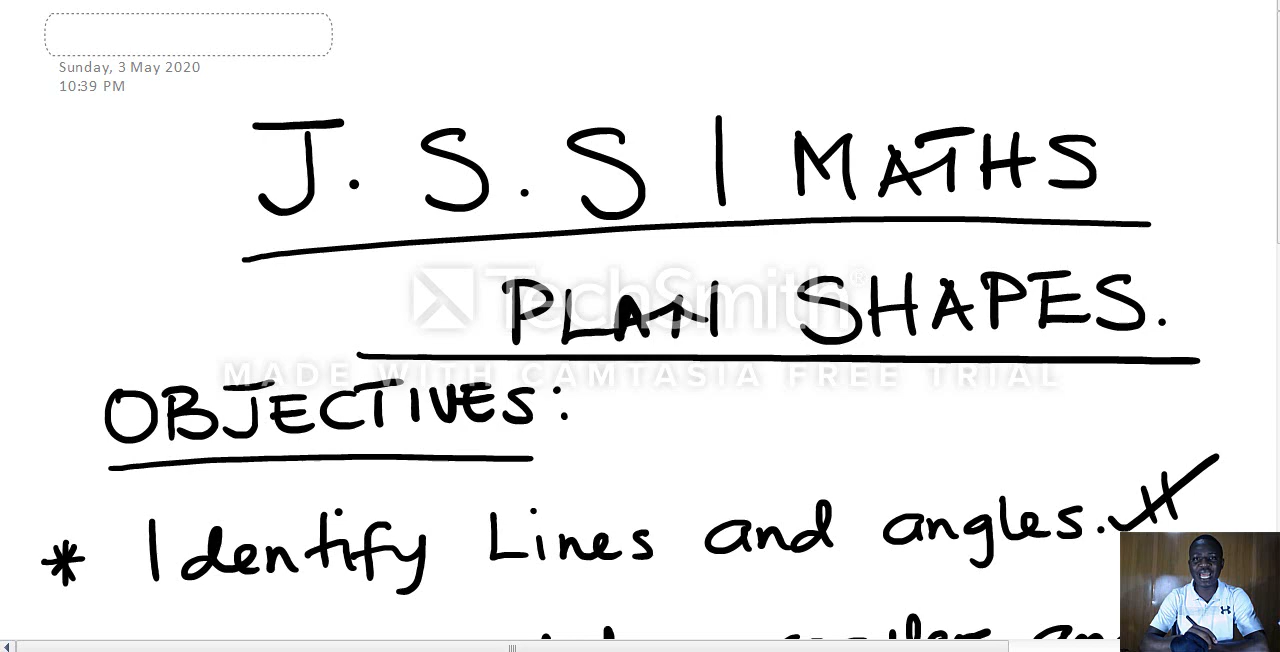 Sunday, 3 May 2020
10:39 PM
J. S. S 1 MATHS
TechSmith®
PLAN SHAPES.
MADE WITH CAMTASIA FREE TRIAL
OBJECTIVES:
* Identify Lines and angles.